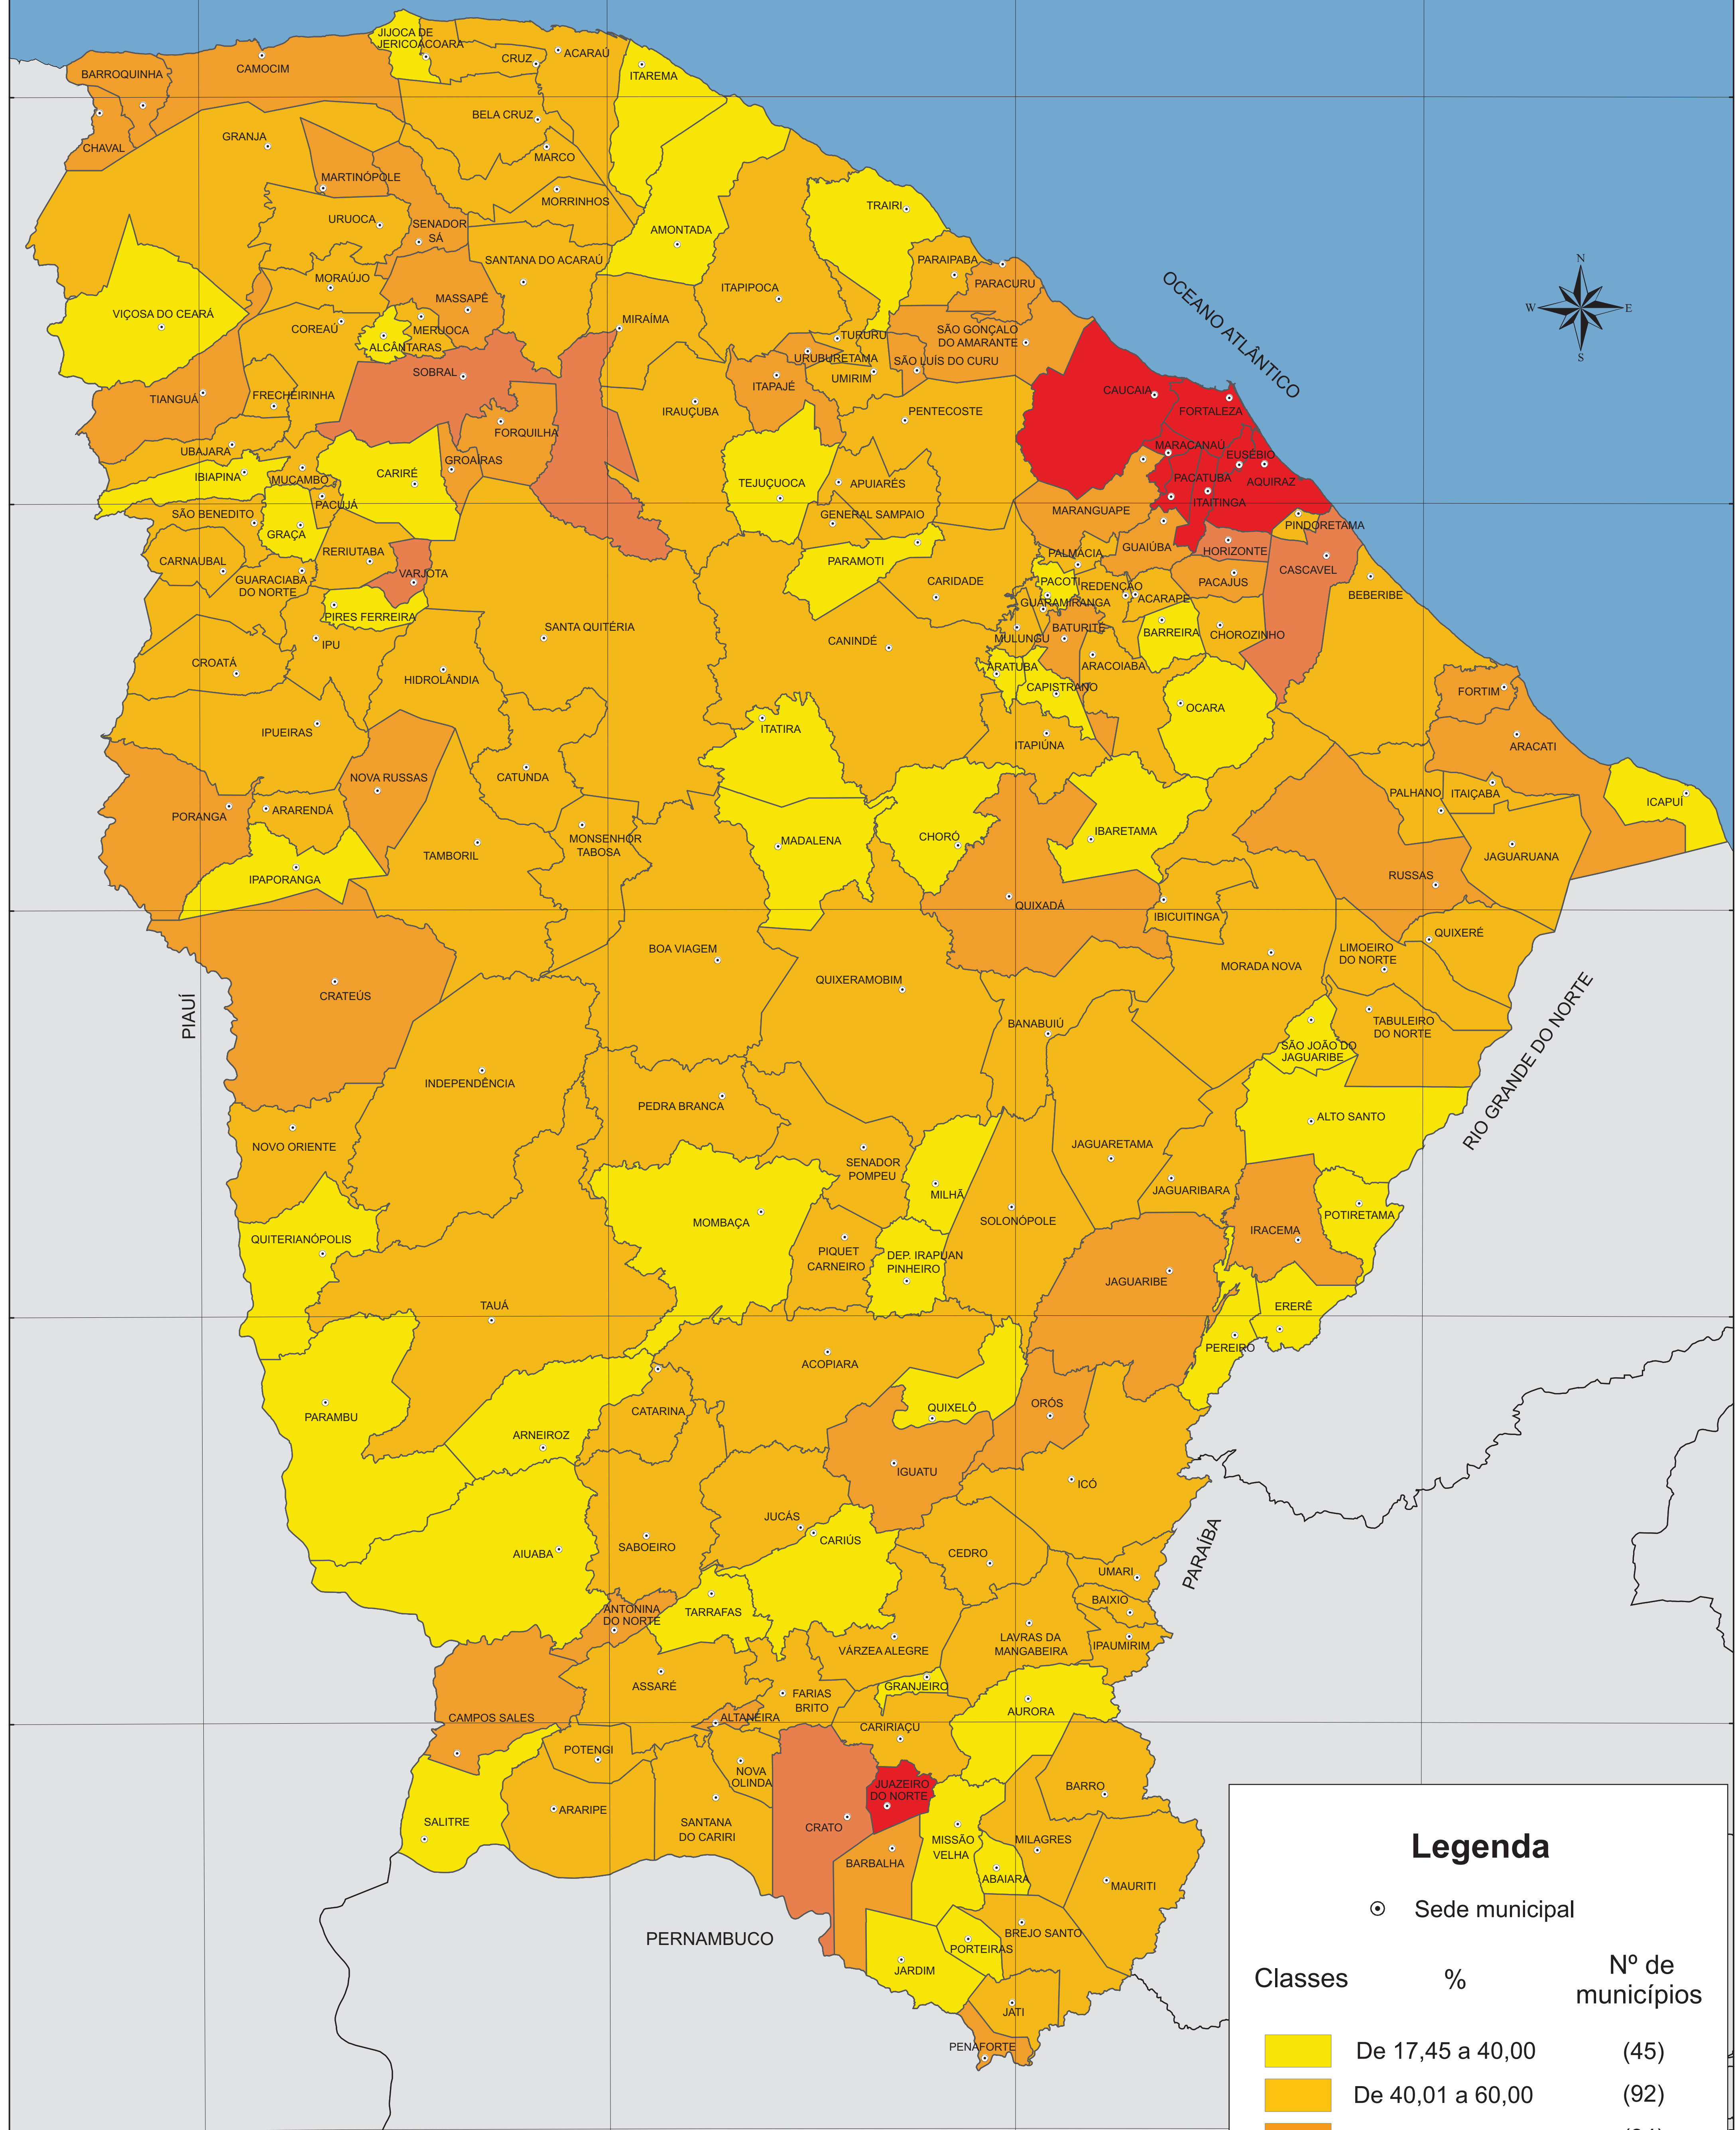 JIJOCA DE
JERICOACOARA
CRUZ
ACARAÚ
ITAREMA
BARROQUINHA
CAMOCIM
BELA CRUZ
CHAVAL
GRANJA
MARCO
MARTINÓPOLE
MORRINHOS
URUOCA
SENADOR
SÁ
AMONTADA
TRAIRI
SANTANA DO ACARAÚ
MORAÚJO
ITAPIPOCA
PARAIPABA
PARACURU
N
W
E
S
OCEANO ATLÂNTICO
VIÇOSA DO CEARÁ
MASSAPÊ
MIRAÍMA
COREAÚ
MERUOCA
ALCÂNTARAS
TURURU
SÃO GONÇALO
DO AMARANTE
URUBURETAMA
SÃO LUÍS DO CURU
SOBRAL
ITAPAJÉ
UMIRIM
TIANGUÁ
FRECHEIRINHA
IRAUÇUBA
PENTECOSTE
CAUCAIA
FORTALEZA
FORQUILHA
UBAJARA
MARACANAÚ
EUSÉBIO
IBIAPINA
MUCAMBO
CARIRÉ
GROAÍRAS
TEJUÇUOCA
APUIARÉS
PACATUBA
AQUIRAZ
ITAITINGA
PACUJÁ
SÃO BENEDITO
GENERAL SAMPAIO
MARANGUAPE
PINDORETAMA
GRAÇA
RERIUTABA
CARNAUBAL
PARAMOTI
PALMÁCIA
GUAIÚBA
HORIZONTE
CASCAVEL
GUARACIABA
DO NORTE
VARJOTA
CARIDADE
PACOTI
REDENÇÃO
PACAJUS
BEBERIBE
GUARAMIRANGA
ACARAPE
PIRES FERREIRA
SANTA QUITÉRIA
MULUNGU
BATURITÉ
BARREIRA
CHOROZINHO
IPU
CANINDÉ
CROATÁ
HIDROLÂNDIA
ARATUBA
ARACOIABA
CAPISTRANO
FORTIM
OCARA
IPUEIRAS
ITATIRA
ITAPIÚNA
ARACATI
NOVA RUSSAS
CATUNDA
PALHANO
ITAIÇABA
ICAPUÍ
PORANGA
ARARENDÁ
TAMBORIL
MONSENHOR
TABOSA
MADALENA
CHORÓ
IBARETAMA
JAGUARUANA
IPAPORANGA
RUSSAS
QUIXADÁ
IBICUITINGA
QUIXERÉ
BOA VIAGEM
QUIXERAMOBIM
MORADA NOVA
LIMOEIRO
DO NORTE
CRATEÚS
PIAUÍ
BANABUIÚ
TABULEIRO
DO NORTE
SÃO JOÃO DO
JAGUARIBE
RIO GRANDE DO NORTE
INDEPENDÊNCIA
PEDRA BRANCA
ALTO SANTO
NOVO ORIENTE
JAGUARETAMA
SENADOR
POMPEU
MILHÃ
JAGUARIBARA
MOMBAÇA
SOLONÓPOLE
POTIRETAMA
IRACEMA
QUITERIANÓPOLIS
PIQUET
CARNEIRO
DEP. IRAPUAN
PINHEIRO
JAGUARIBE
TAUÁ
ERERÊ
PEREIRO
ACOPIARA
PARAMBU
CATARINA
QUIXELÔ
ORÓS
ARNEIROZ
IGUATU
ICÓ
JUCÁS
CARIÚS
SABOEIRO
AIUABA
CEDRO
PARAÍBA
UMARI
BAIXIO
ANTONINA
DO NORTE
TARRAFAS
LAVRAS DA
MANGABEIRA
IPAUMIRIM
VÁRZEA ALEGRE
ASSARÉ
GRANJEIRO
FARIAS
BRITO
AURORA
CAMPOS SALES
ALTANEIRA
CARIRIAÇU
POTENGI
NOVA
OLINDA
JUAZEIRO
DO NORTE
BARRO
ARARIPE
SALITRE
SANTANA
DO CARIRI
CRATO
MISSÃO
VELHA
MILAGRES
BARBALHA
ABAIARA
MAURITI
PERNAMBUCO
BREJO SANTO
PORTEIRAS
JARDIM
JATI
PENAFORTE
Legenda
Sede municipal
Classes % Nº de
municípios
De 17,45 a 40,00 (45)
De 40,01 a 60,00 (92)